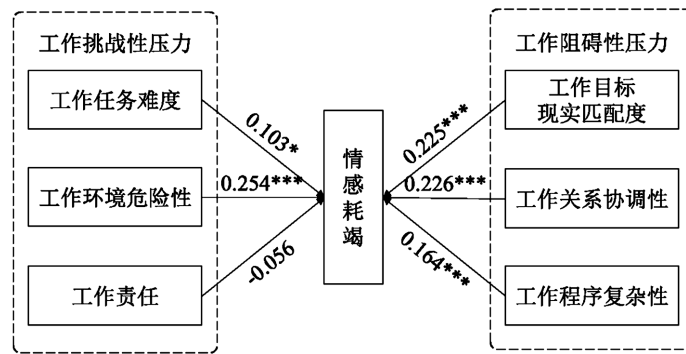 工作挑战性压力
工作任务难度
工作环境危险性
工作责任
0.103*
0.254***
-0.056
情感耗竭
0.225***
0.226***
0.164***
工作阻碍性压力
工作目标
现实匹配度
工作关系协调性
工作程序复杂性